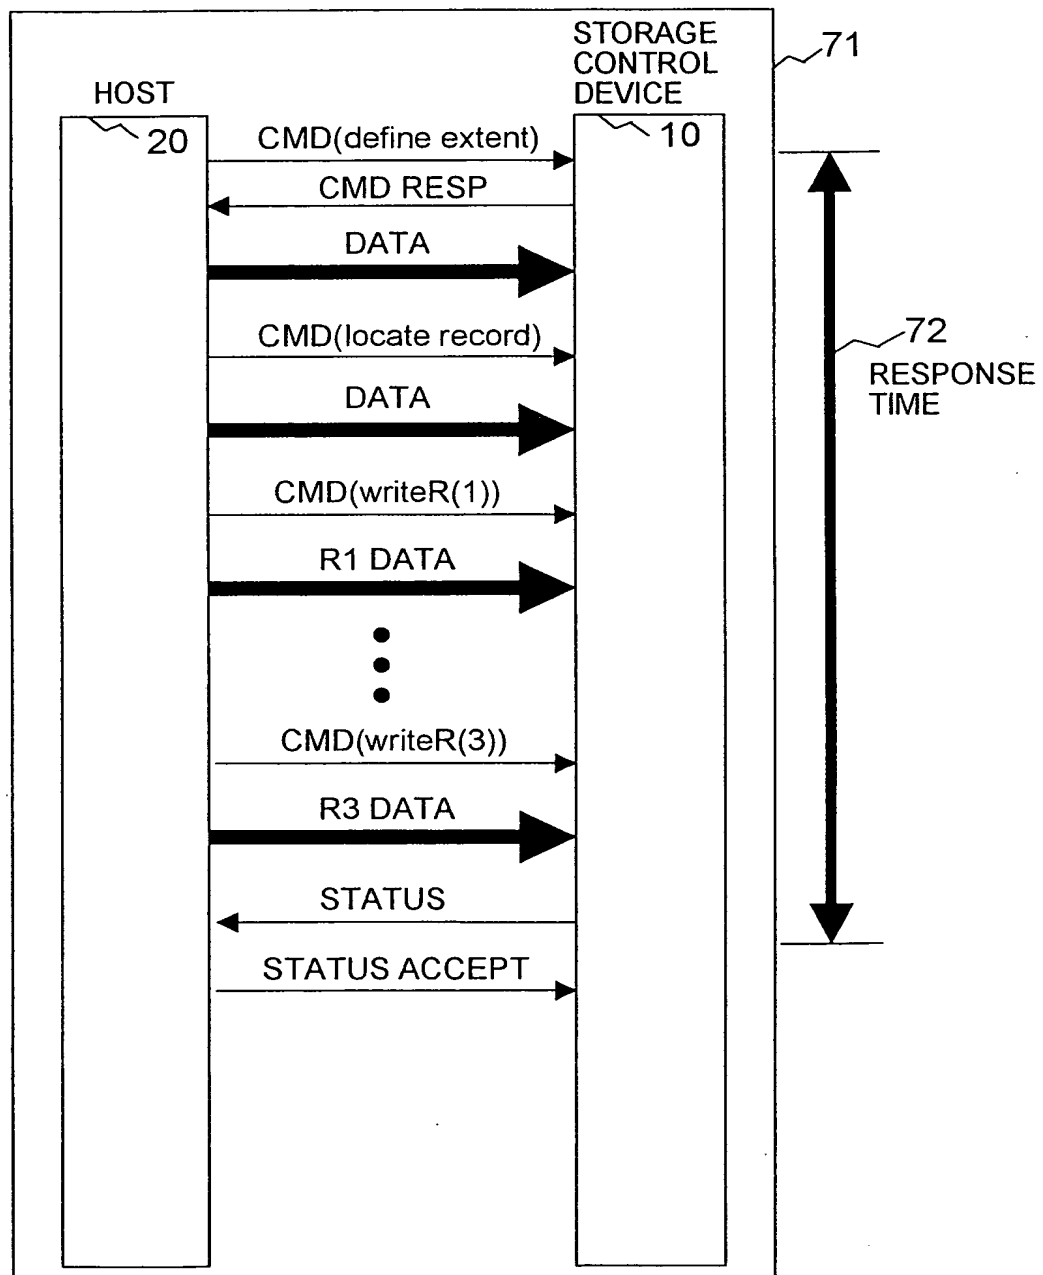 STORAGE
CONTROL
DEVICE
71
HOST
20
10
CMD(define extent)
CMD RESP
DATA
CMD(locate record)
72
RESPONSE
TIME
DATA
CMD(writeR(1))
R1 DATA
CMD(writeR(3))
R3 DATA
STATUS
STATUS ACCEPT